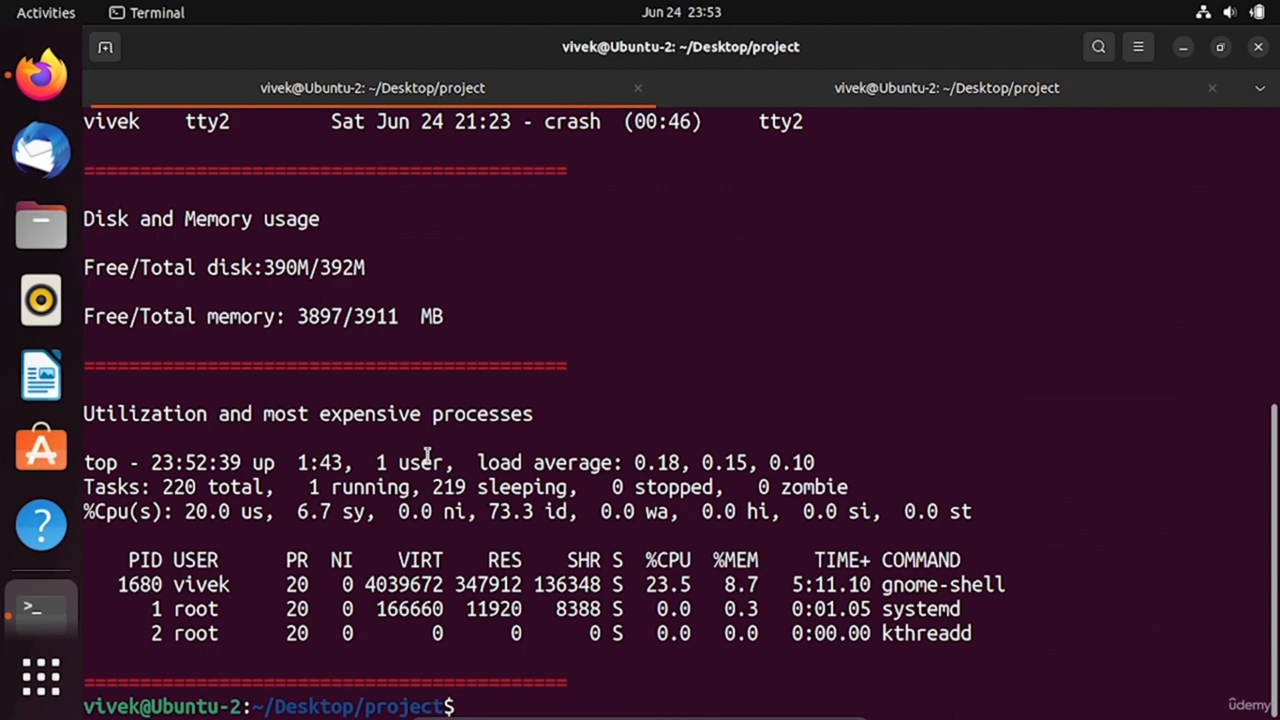 Activities Terminal Jun 24 23:53
vivek@Ubuntu-2: ~/Desktop/project
vivek@Ubuntu-2: ~/Desktop/project vivek@Ubuntu-2: ~/Desktop/project
vivek tty2 Sat Jun 24 21:23 - crash (00:46) tty2
===========================================
Disk and Memory usage
Free/Total disk:390M/392M
Free/Total memory: 3897/3911 MB
===========================================
Utilization and most expensive processes
top - 23:52:39 up 1:43, 1 user, load average: 0.18, 0.15, 0.10
Tasks: 220 total, 1 running, 219 sleeping, 0 stopped, 0 zombie
%Cpu(s): 20.0 us, 6.7 sy, 0.0 ni, 73.3 id, 0.0 wa, 0.0 hi, 0.0 si, 0.0 st
PID USER PR NI VIRT RES SHR S %CPU %MEM TIME+ COMMAND
1680 vivek 20 0 4039672 347912 136348 S 23.5 8.7 5:11.10 gnome-shell
1 root 20 0 166660 11920 8388 S 0.0 0.3 0:01.05 systemd
2 root 20 0 0 0 0 S 0.0 0.0 0:00.00 kthreadd
===========================================
vivek@Ubuntu-2:~/Desktop/project$
udemy